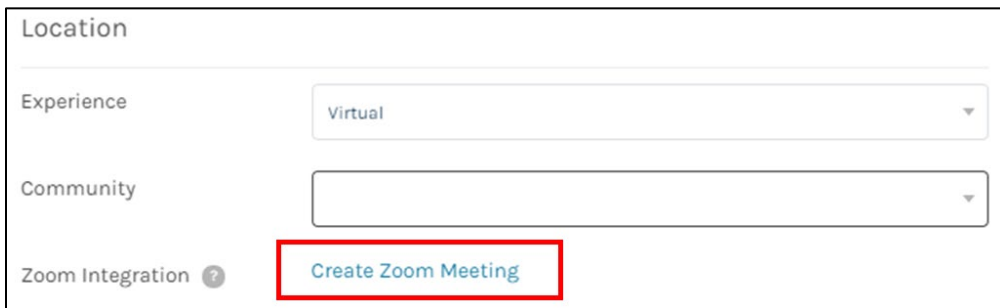 Location
Experience
Virtual
Community
Zoom Integration ?
Create Zoom Meeting